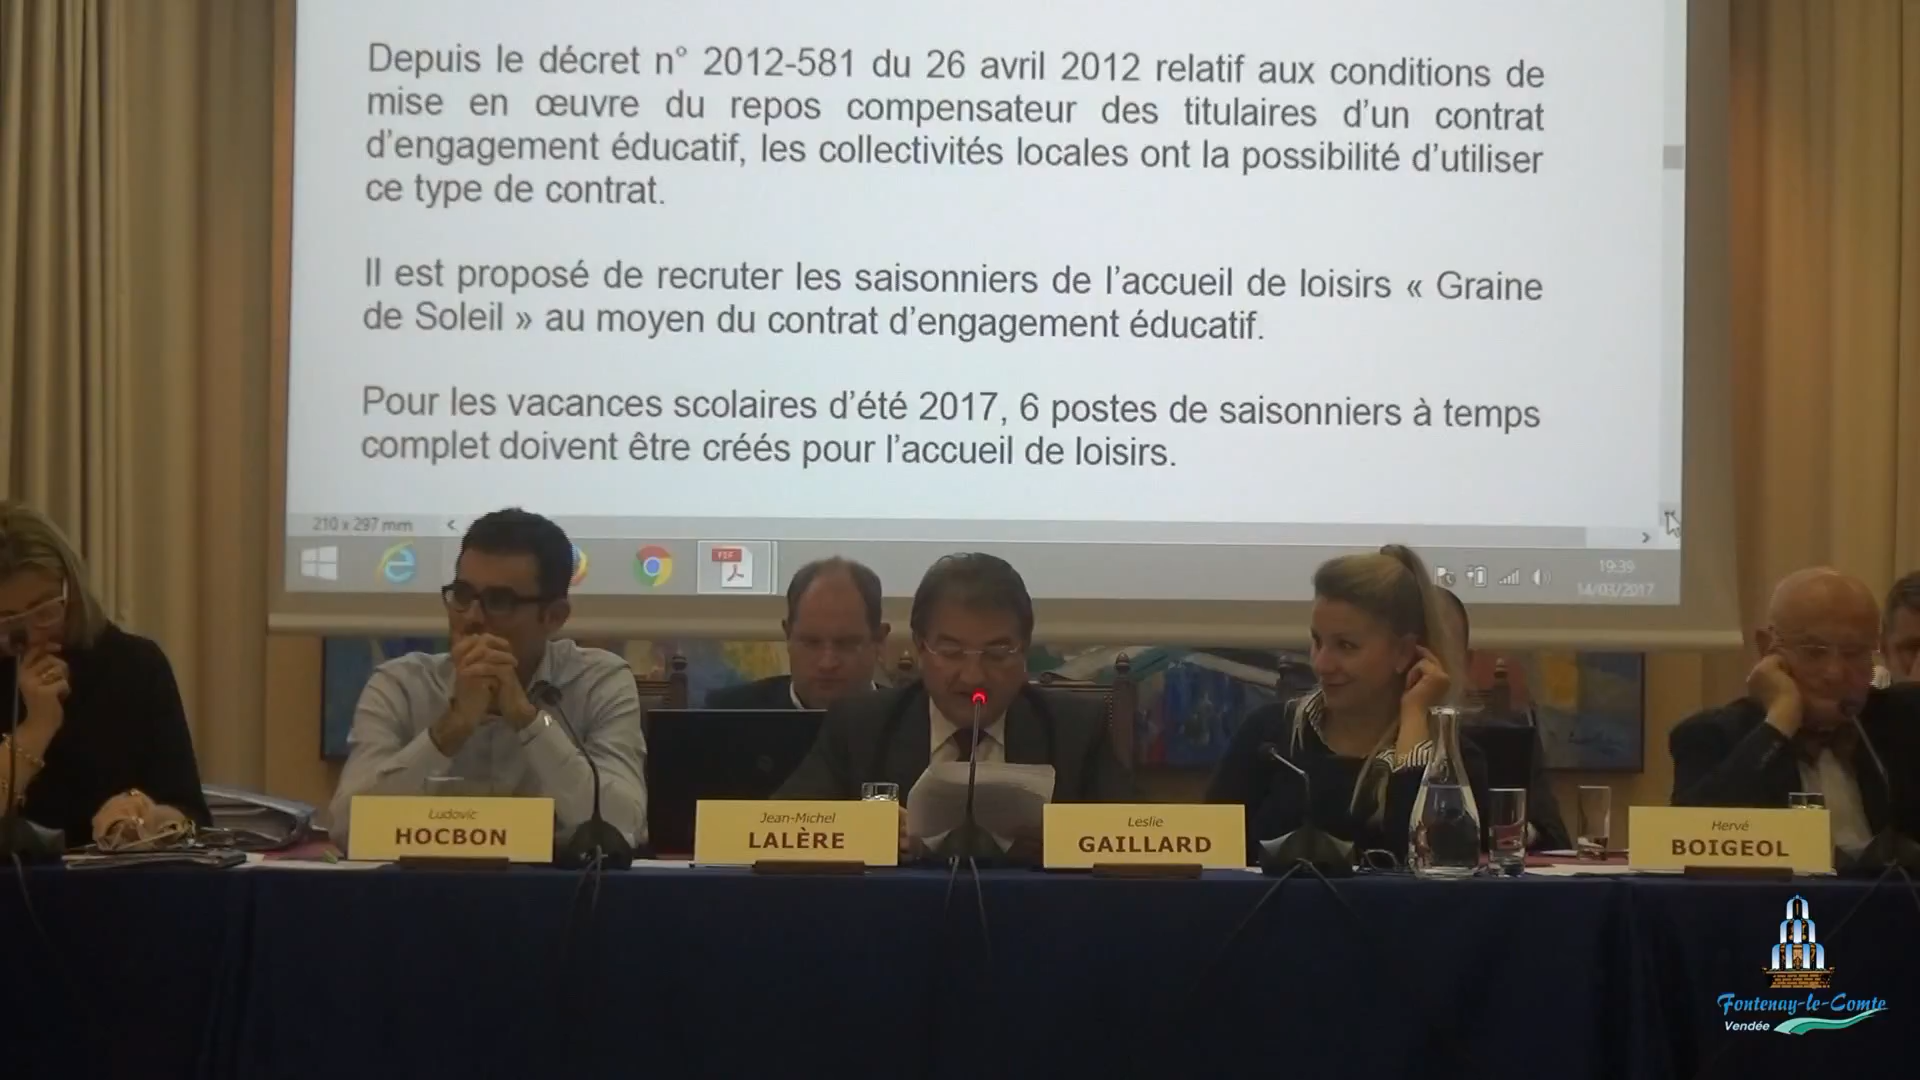 Depuis le décret n° 2012-581 du 26 avril 2012 relatif aux conditions de
mise en œuvre du repos compensateur des titulaires d'un contrat
d'engagement éducatif, les collectivités locales ont la possibilité d'utiliser
ce type de contrat.
Il est proposé de recruter les saisonniers de l'accueil de loisirs « Graine
de Soleil » au moyen du contrat d'engagement éducatif.
Pour les vacances scolaires d'été 2017, 6 postes de saisonniers à temps
complet doivent être créés pour l'accueil de loisirs.
210 x 297 mm
PDF
19:39
14/03/2017
Ludovic
HOCBON
Jean-Michel
LALÈRE
Leslie
GAILLARD
Hervé
BOIGEOL
Fontenay-le-Comte
Vendée